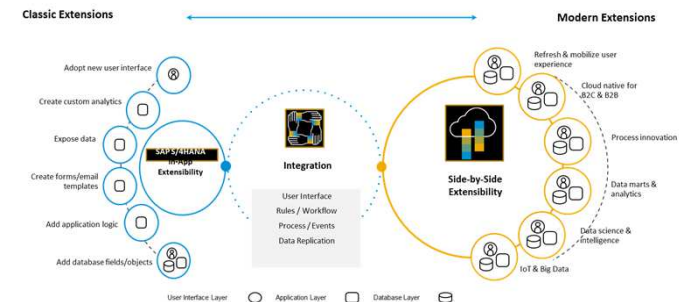 Classic Extensions
Modern Extensions
Adopt new user interface
Create custom analytics
Expose data
Create forms/email
templates
Add application logic
Add database fields/objects
SAP S/4HANA
In-App
Extensibility
Integration
User Interface
Rules / Workflow
Process / Events
Data Replication
Side-by-Side
Extensibility
Refresh & mobilize user
experience
Cloud native for
B2C & B2B
Process innovation
Data marts &
analytics
Data science &
intelligence
IoT & Big Data
User Interface Layer
Application Layer
Database Layer